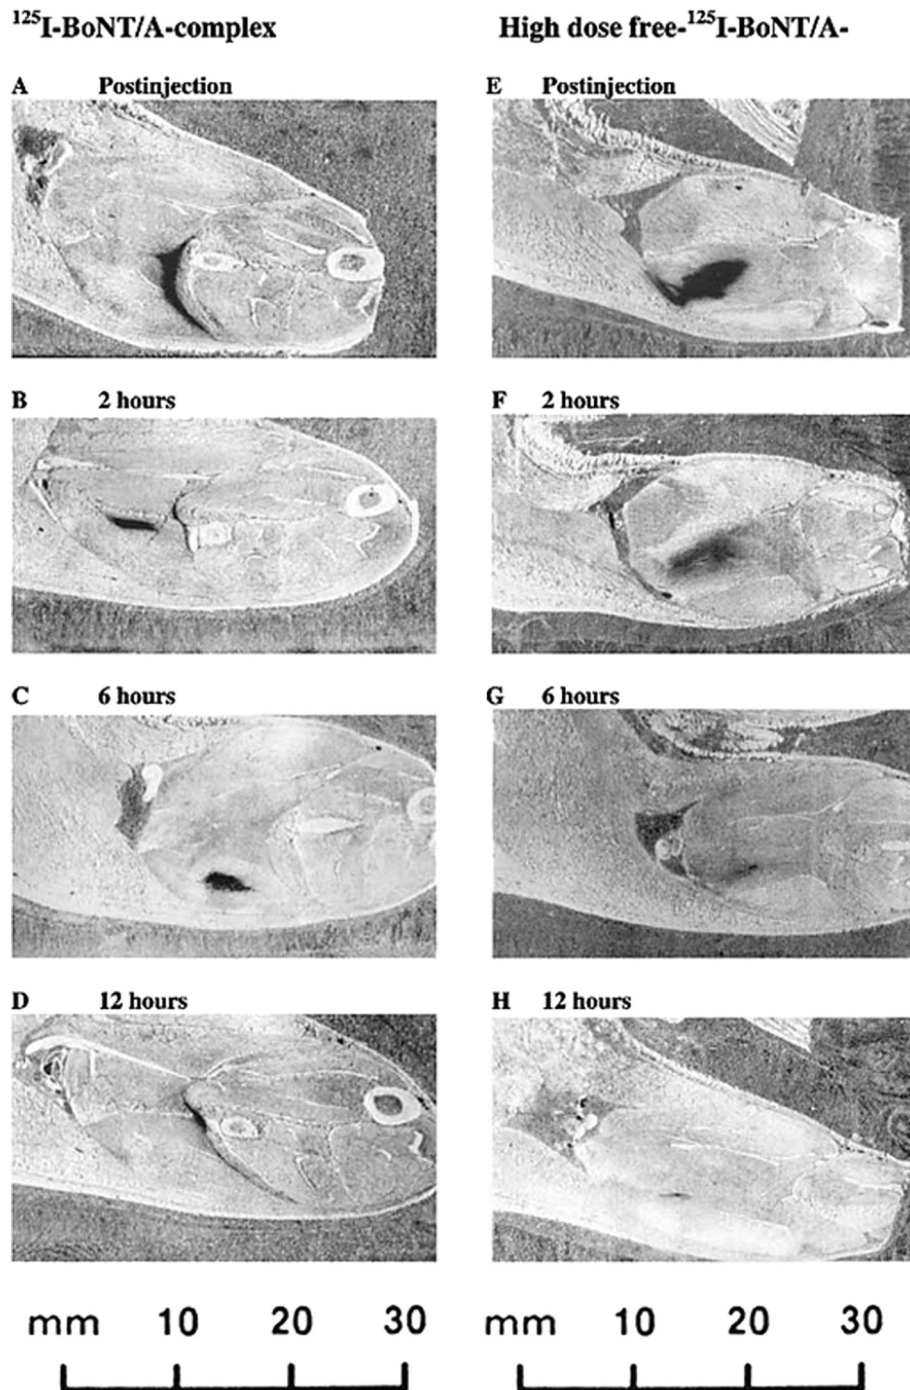 ¹²⁵I-BoNT/A-complex
High dose free-¹²⁵I-BoNT/A-
A Postinjection
E Postinjection
B 2 hours
F 2 hours
C 6 hours
G 6 hours
D 12 hours
H 12 hours
mm 10 20 30
mm 10 20 30